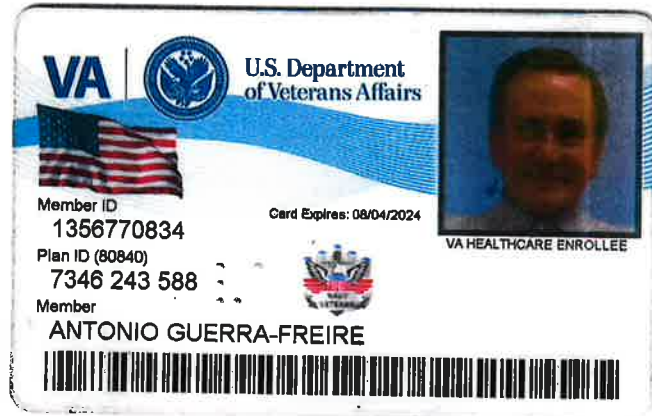 VA
U.S. Department
of Veterans Affairs
Member ID
1356770834
Card Expires: 08/04/2024
VA HEALTHCARE ENROLLEE
Plan ID (80840)
7346 243 588
Member
ANTONIO GUERRA-FREIRE